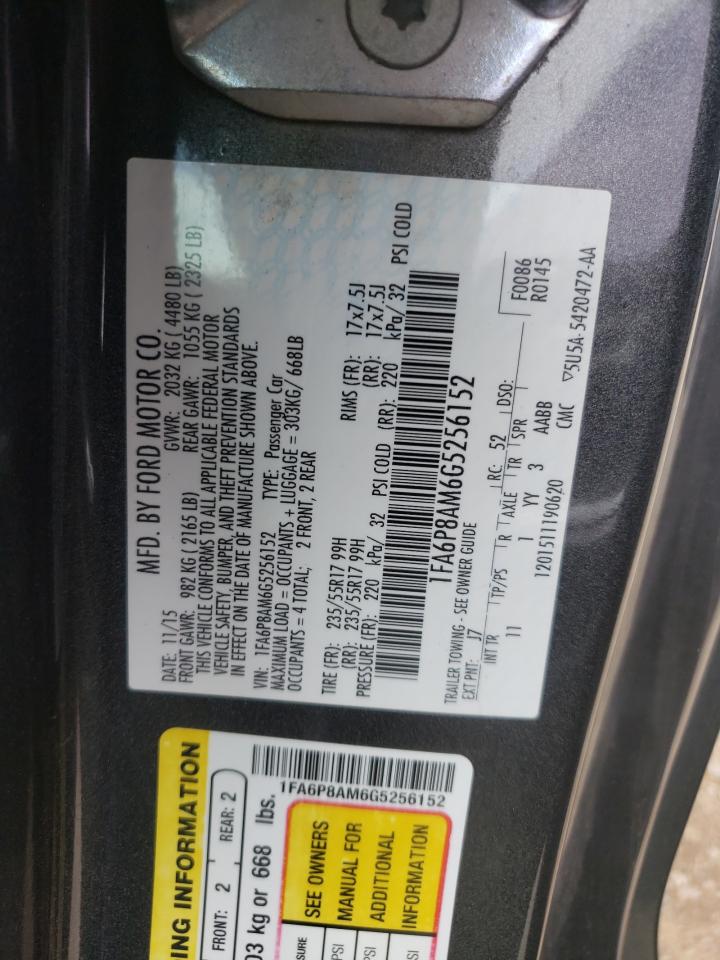 MFD. BY FORD MOTOR CO.
DATE: 11/15 GVWR: 2032 KG ( 4480 LB)
FRONT GAWR: 982 KG ( 2165 LB) REAR GAWR: 1055 KG ( 2325 LB)
THIS VEHICLE CONFORMS TO ALL APPLICABLE FEDERAL MOTOR
VEHICLE SAFETY, BUMPER, AND THEFT PREVENTION STANDARDS
IN EFFECT ON THE DATE OF MANUFACTURE SHOWN ABOVE.
VIN: 1FA6P8AM6G5256152 TYPE: Passenger Car
MAXIMUM LOAD = OCCUPANTS + LUGGAGE = 303KG/ 668LB
OCCUPANTS = 4 TOTAL; 2 FRONT, 2 REAR
TIRE (FR): 235/55R17 99H RIMS (FR): 17x7.5J
(RR): 235/55R17 99H (RR): 17x7.5J
PRESSURE (FR): 220 kPa/ 32 PSI COLD (RR): 220 kPa/ 32 PSI COLD
1FA6P8AM6G5256152
TRAILER TOWING - SEE OWNER GUIDE
EXT PNT: J7 RC: 52 DSO:
INT TR TP/PS R AXLE TR SPR F0086
11 1 YY 3 AABB R0145
CMC
1201511190620 ▽5U5A-5420472-AA
ING INFORMATION
FRONT: 2 REAR: 2
03 kg or 668 lbs.
1FA6P8AM6G5256152
SSURE
PSI
PSI
PSI
SEE OWNERS
MANUAL FOR
ADDITIONAL
INFORMATION